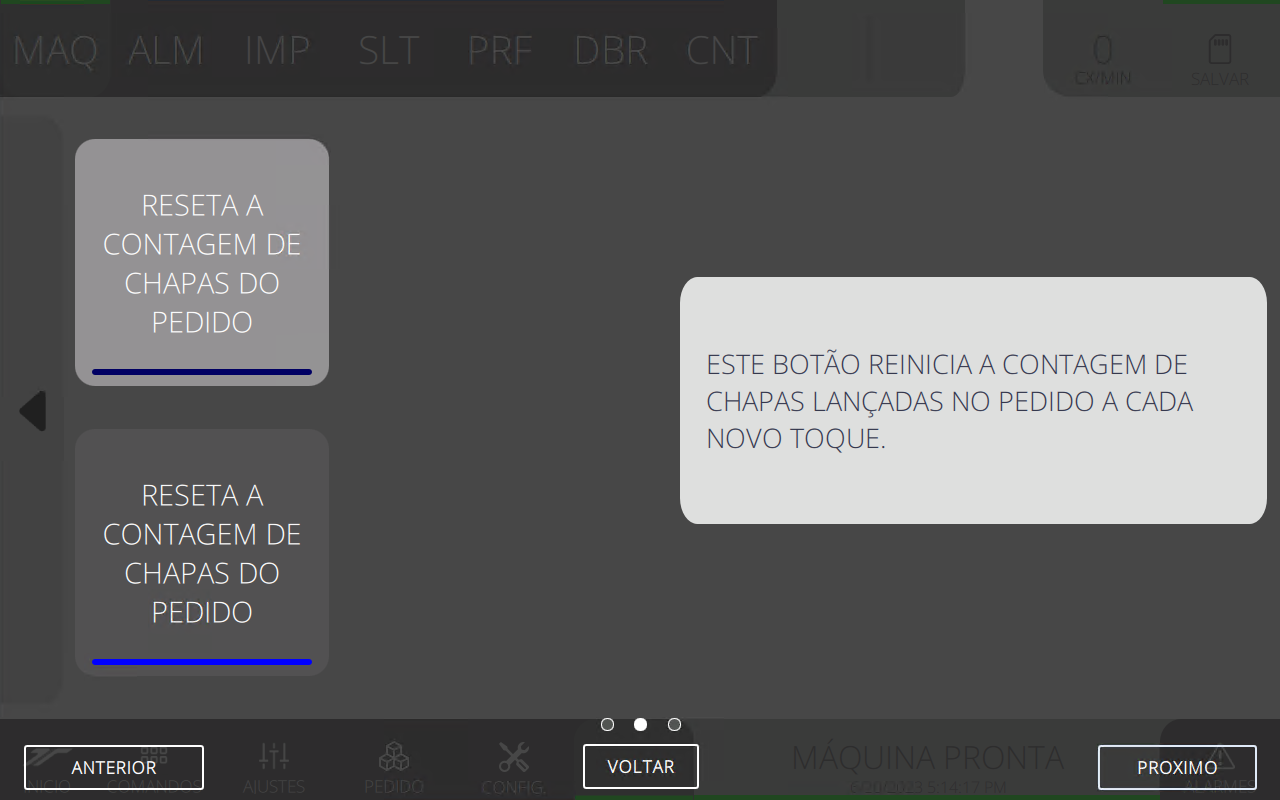 MAQ ALM IMP SLT PRF DBR CNT
0
CX/MIN
SALVAR
RESETA A
CONTAGEM DE
CHAPAS DO
PEDIDO
ESTE BOTÃO REINICIA A CONTAGEM DE
CHAPAS LANÇADAS NO PEDIDO A CADA
NOVO TOQUE.
RESETA A
CONTAGEM DE
CHAPAS DO
PEDIDO
ANTERIOR
VOLTAR
PROXIMO
INICIO
COMANDOS
AJUSTES
PEDIDO
CONFIG.
MÁQUINA PRONTA
6/20/2023 5:14:17 PM
ALARMES